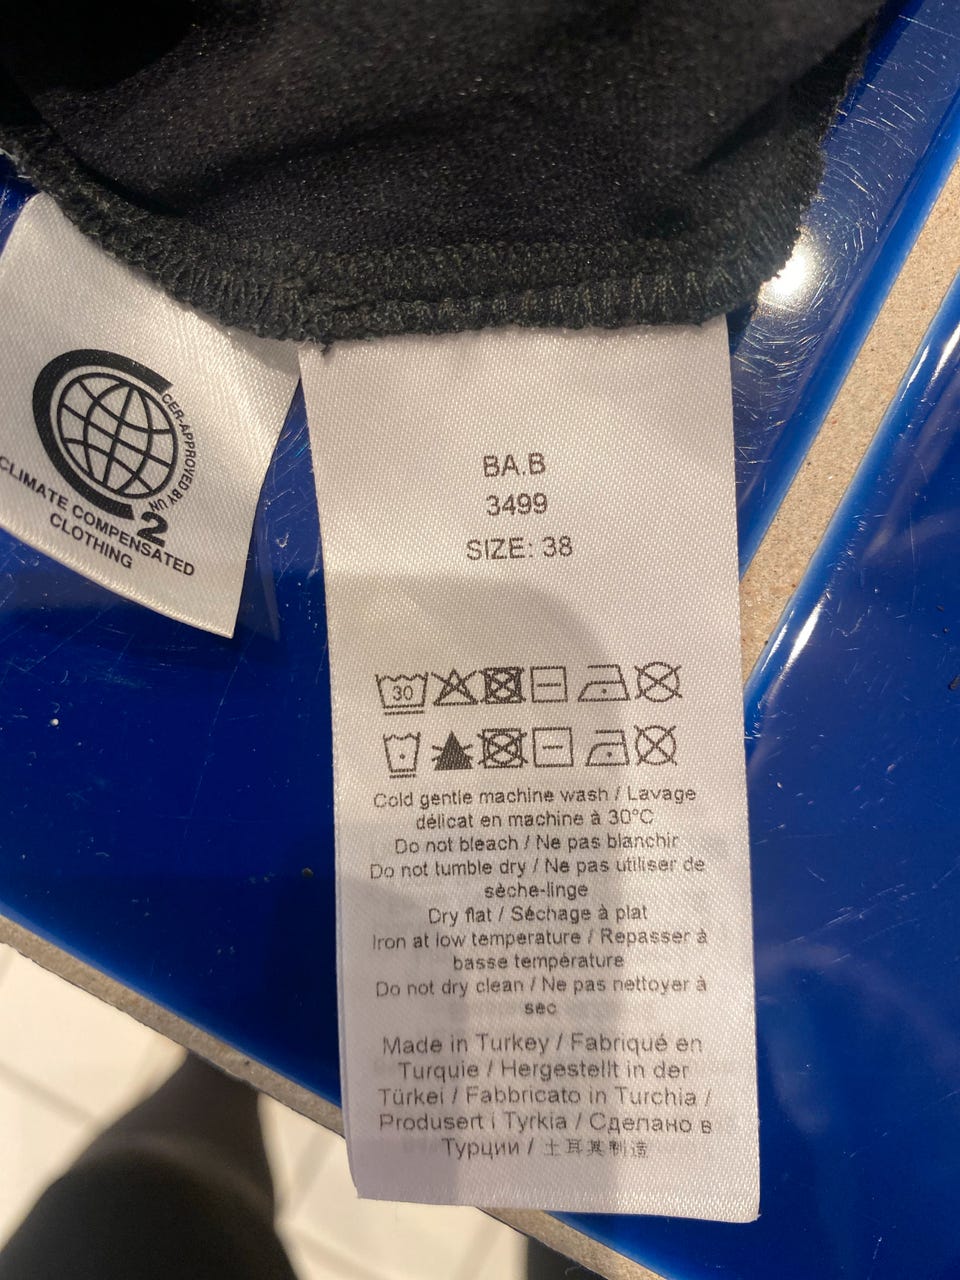 CER-APPROVED BY UN
2
CLIMATE COMPENSATED
CLOTHING
BA.B
3499
SIZE: 38
30
Cold gentle machine wash / Lavage
délicat en machine à 30°C
Do not bleach / Ne pas blanchir
Do not tumble dry / Ne pas utiliser de
sèche-linge
Dry flat / Séchage à plat
Iron at low temperature / Repasser à
basse température
Do not dry clean / Ne pas nettoyer à
sec
Made in Turkey / Fabriqué en
Turquie / Hergestellt in der
Türkei / Fabbricato in Turchia /
Produsert i Tyrkia / Сделано в
Турции / 土耳其制造